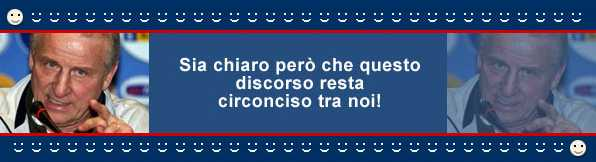 Sia chiaro però che questo
discorso resta
circonciso tra noi!